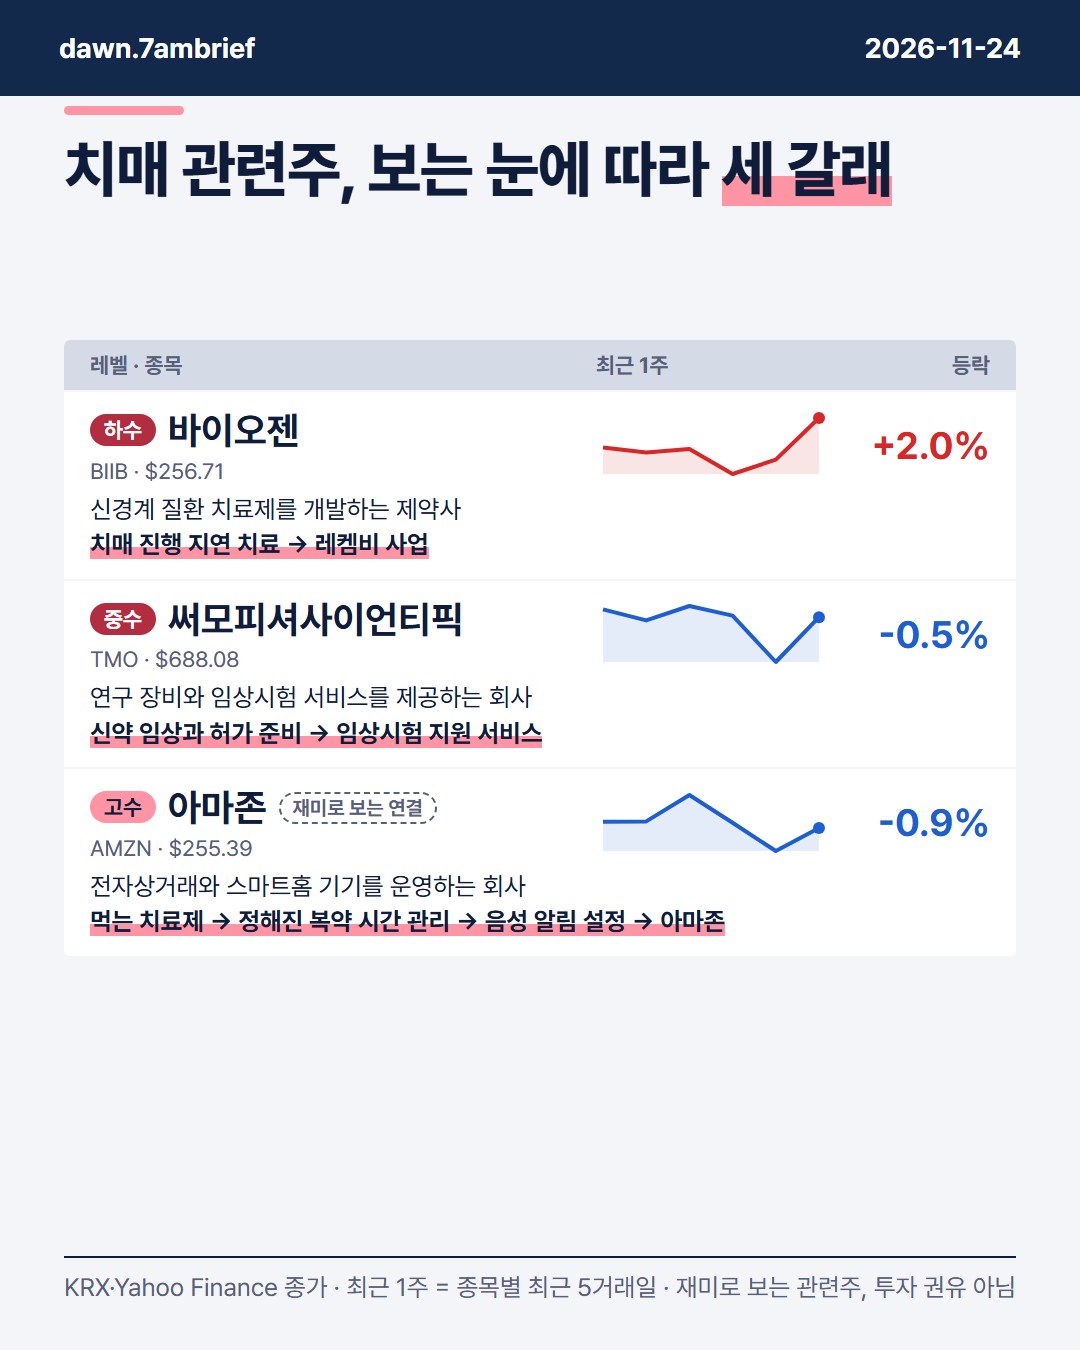 dawn.7ambrief
2026-11-24
치매 관련주, 보는 눈에 따라 세 갈래
레벨 · 종목
최근 1주
등락
하수 바이오젠
+2.0%
BIIB · $256.71
신경계 질환 치료제를 개발하는 제약사
치매 진행 지연 치료 → 레켐비 사업
중수 써모피셔사이언티픽
-0.5%
TMO · $688.08
연구 장비와 임상시험 서비스를 제공하는 회사
신약 임상과 허가 준비 → 임상시험 지원 서비스
고수 아마존 재미로 보는 연결
-0.9%
AMZN · $255.39
전자상거래와 스마트홈 기기를 운영하는 회사
먹는 치료제 → 정해진 복약 시간 관리 → 음성 알림 설정 → 아마존
KRX·Yahoo Finance 종가 · 최근 1주 = 종목별 최근 5거래일 · 재미로 보는 관련주, 투자 권유 아님